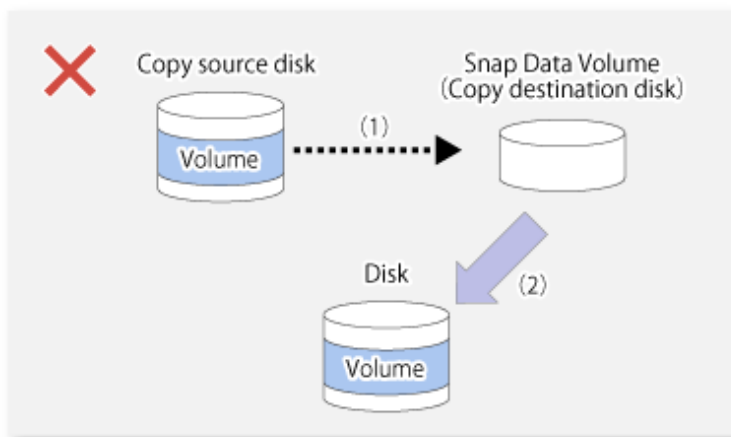 Copy source disk
Snap Data Volume
(Copy destination disk)
(1)
Volume
Disk
(2)
Volume